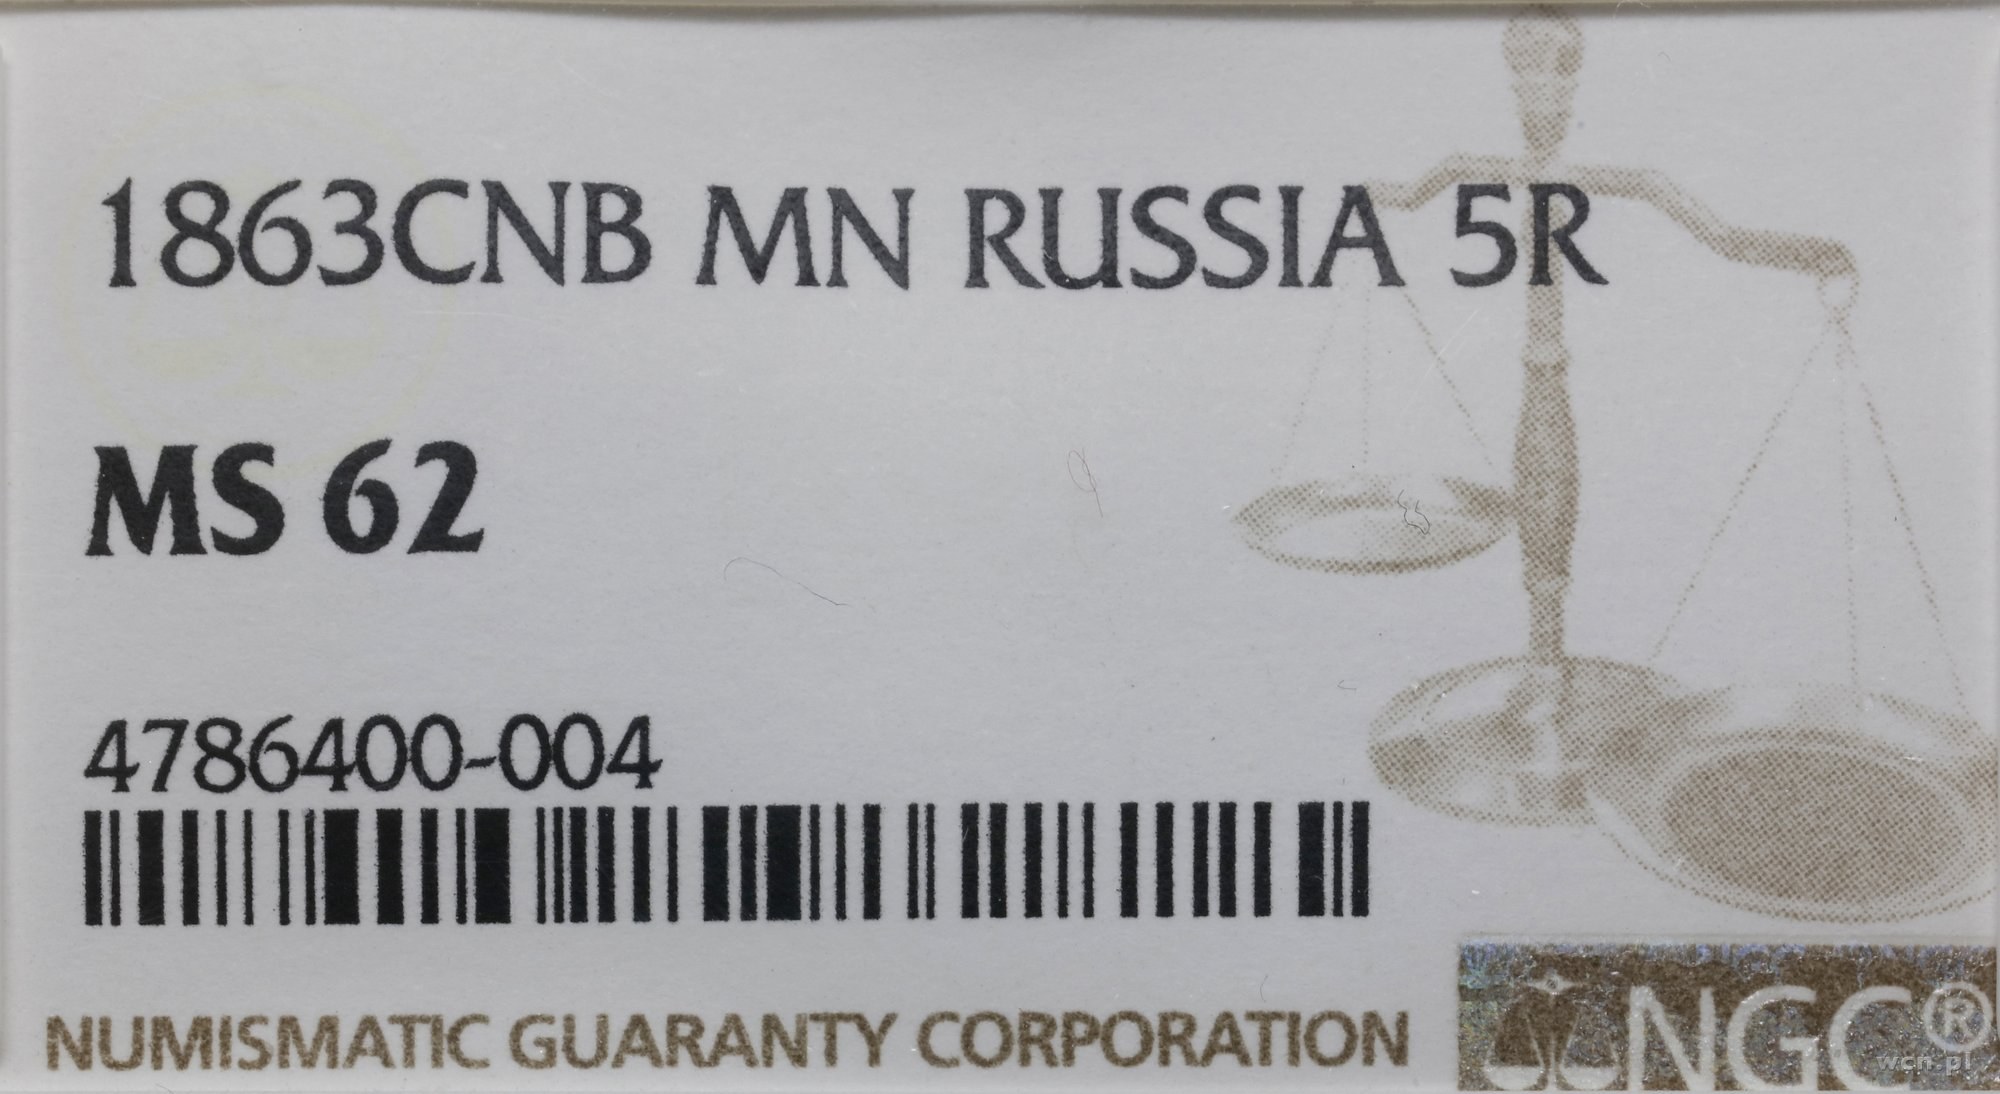 1863CNB MN RUSSIA 5R
MS 62
4786400-004
NUMISMATIC GUARANTY CORPORATION
NGC®
wcn.pl